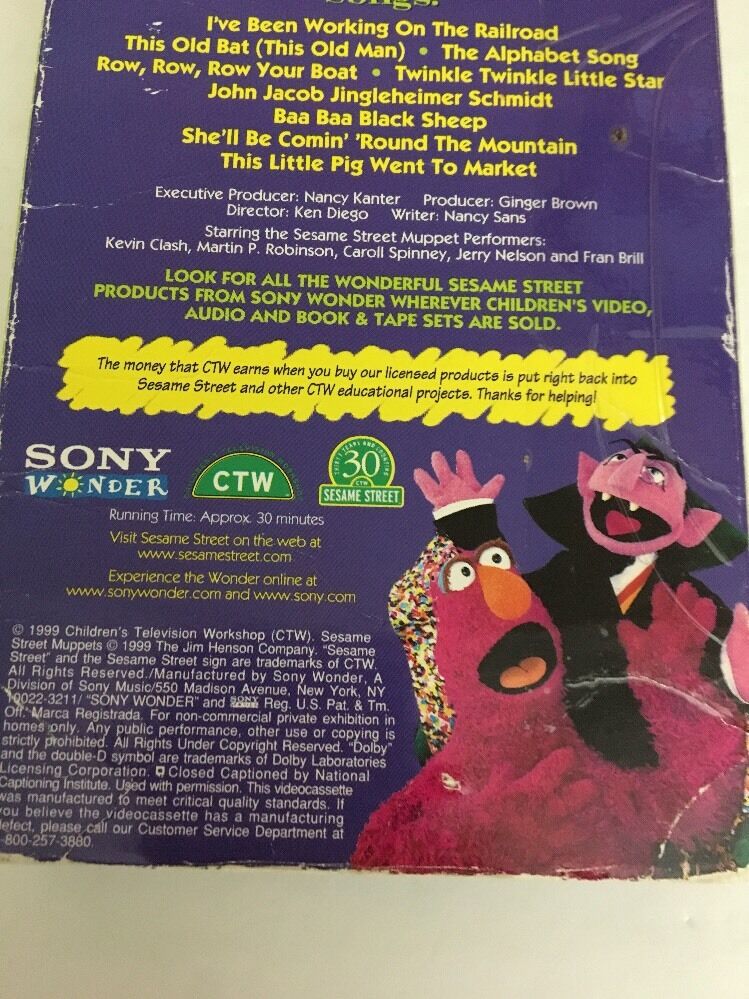 Songs:
I've Been Working On The Railroad
This Old Bat (This Old Man) • The Alphabet Song
Row, Row, Row Your Boat • Twinkle Twinkle Little Star
John Jacob Jingleheimer Schmidt
Baa Baa Black Sheep
She'll Be Comin' 'Round The Mountain
This Little Pig Went To Market
Executive Producer: Nancy Kanter Producer: Ginger Brown
Director: Ken Diego Writer: Nancy Sans
Starring the Sesame Street Muppet Performers:
Kevin Clash, Martin P. Robinson, Caroll Spinney, Jerry Nelson and Fran Brill
LOOK FOR ALL THE WONDERFUL SESAME STREET
PRODUCTS FROM SONY WONDER WHEREVER CHILDREN'S VIDEO,
AUDIO AND BOOK & TAPE SETS ARE SOLD.
The money that CTW earns when you buy our licensed products is put right back into
Sesame Street and other CTW educational projects. Thanks for helping!
SONY
WONDER
CTW
30
CTW
SESAME STREET
Running Time: Approx. 30 minutes
Visit Sesame Street on the web at
www.sesamestreet.com
Experience the Wonder online at
www.sonywonder.com and www.sony.com
© 1999 Children's Television Workshop (CTW). Sesame
Street Muppets © 1999 The Jim Henson Company. "Sesame
Street" and the Sesame Street sign are trademarks of CTW.
All Rights Reserved./Manufactured by Sony Wonder, A
Division of Sony Music/550 Madison Avenue, New York, NY
10022-3211/ "SONY WONDER" and Reg. U.S. Pat. & Tm.
Off. Marca Registrada. For non-commercial private exhibition in
homes only. Any public performance, other use or copying is
strictly prohibited. All Rights Under Copyright Reserved. "Dolby"
and the double-D symbol are trademarks of Dolby Laboratories
Licensing Corporation. Closed Captioned by National
Captioning Institute. Used with permission. This videocassette
was manufactured to meet critical quality standards. If
you believe the videocassette has a manufacturing
defect, please call our Customer Service Department at
800-257-3880.